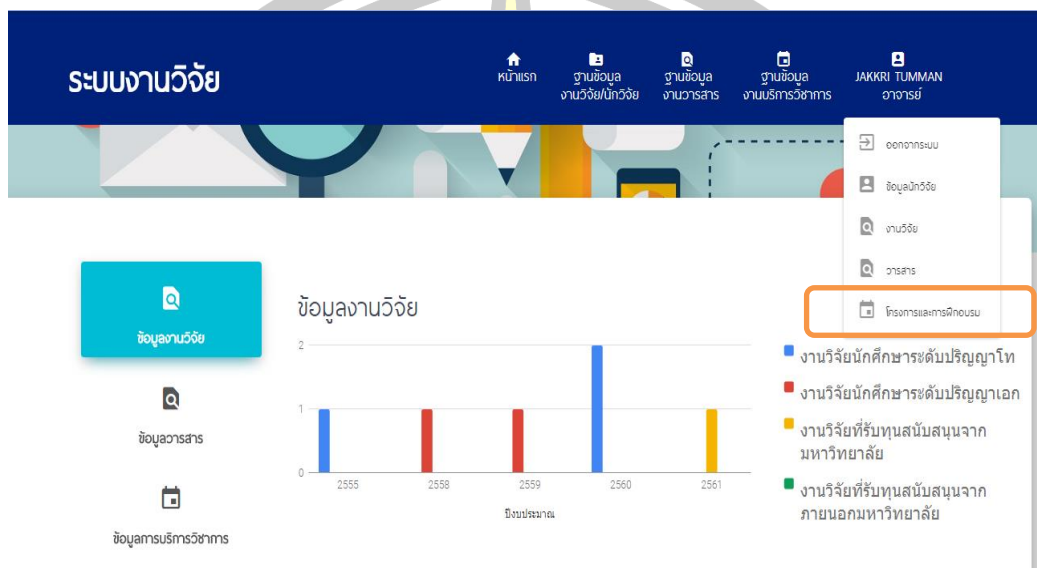 ระบบงานวิจัย
หน้าแรก
ฐานข้อมูล
งานวิจัย/นักวิจัย
ฐานข้อมูล
งานวารสาร
ฐานข้อมูล
งานบริการวิชาการ
JAKKRI TUMMAN
อาจารย์
ออกจากระบบ
ข้อมูลนักวิจัย
งานวิจัย
วารสาร
โครงการและการฝึกอบรม
ข้อมูลงานวิจัย
ข้อมูลวารสาร
ข้อมูลการบริการวิชาการ
ข้อมูลงานวิจัย
2
1
0
2555
2558
2559
2560
2561
ปีงบประมาณ
งานวิจัยนักศึกษาระดับปริญญาโท
งานวิจัยนักศึกษาระดับปริญญาเอก
งานวิจัยที่รับทุนสนับสนุนจาก
มหาวิทยาลัย
งานวิจัยที่รับทุนสนับสนุนจาก
ภายนอกมหาวิทยาลัย